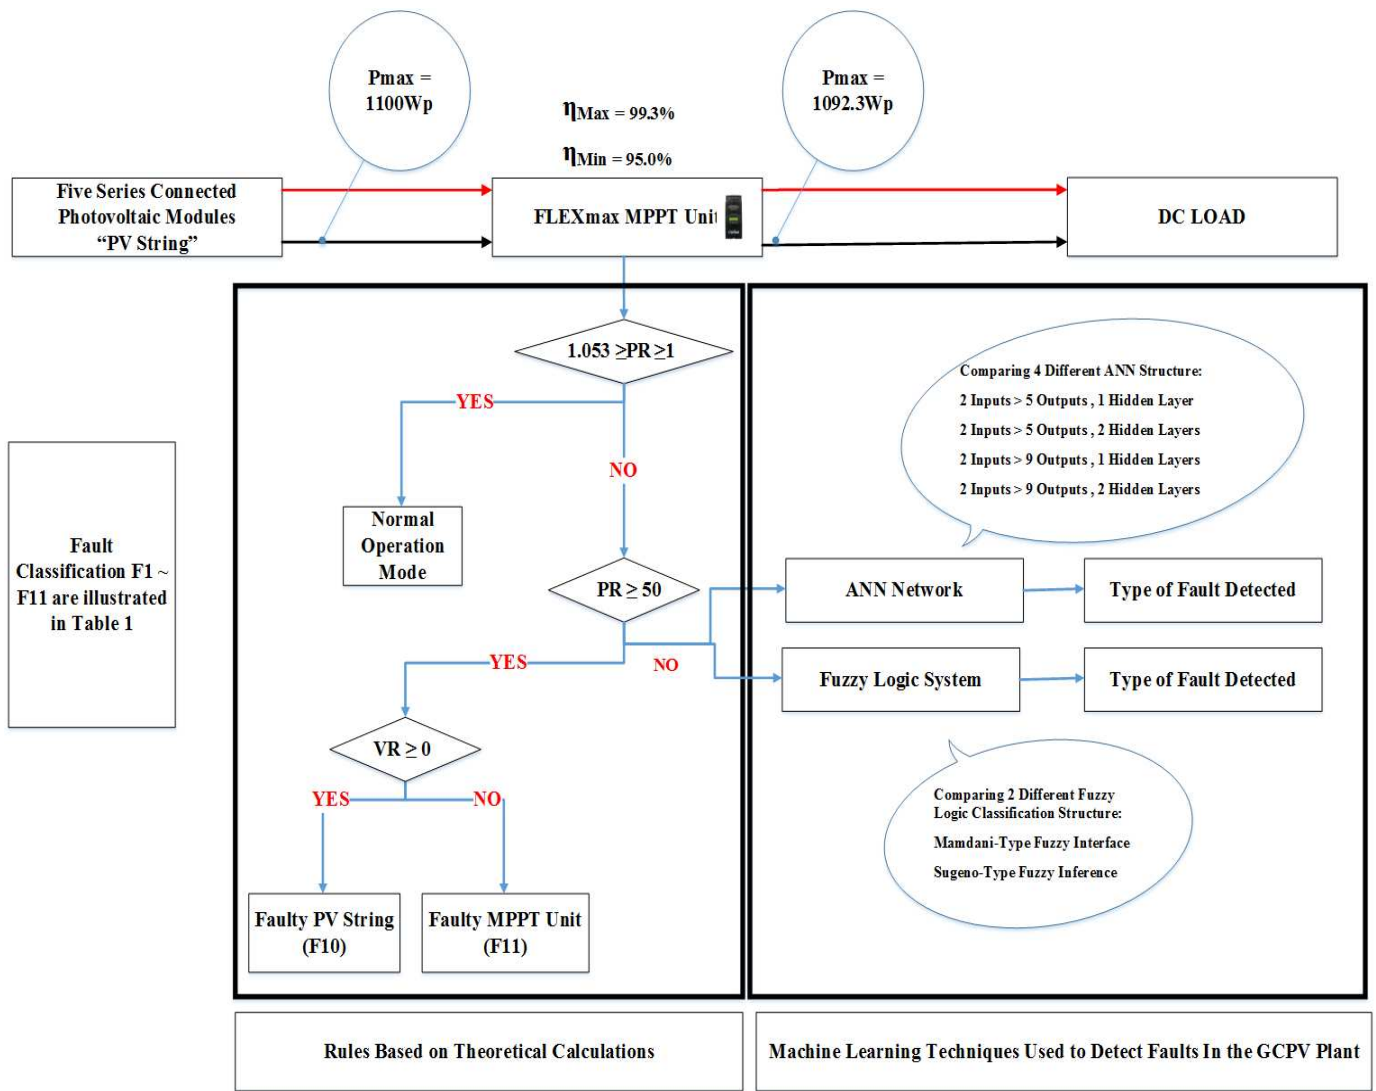 Pmax =
1100Wp
ηMax = 99.3%
ηMin = 95.0%
Pmax =
1092.3Wp
Five Series Connected
Photovoltaic Modules
“PV String”
FLEXmax MPPT Unit
DC LOAD
1.053 ≥PR≥1
YES
NO
Normal
Operation
Mode
PR ≥ 50
YES
NO
VR ≥ 0
YES
NO
Faulty PV String
(F10)
Faulty MPPT Unit
(F11)
Fault
Classification F1 ~
F11 are illustrated
in Table 1
Comparing 4 Different ANN Structure:
2 Inputs > 5 Outputs , 1 Hidden Layer
2 Inputs > 5 Outputs , 2 Hidden Layers
2 Inputs > 9 Outputs , 1 Hidden Layers
2 Inputs > 9 Outputs , 2 Hidden Layers
ANN Network
Type of Fault Detected
Fuzzy Logic System
Type of Fault Detected
Comparing 2 Different Fuzzy
Logic Classification Structure:
Mamdani-Type Fuzzy Interface
Sugeno-Type Fuzzy Inference
Rules Based on Theoretical Calculations
Machine Learning Techniques Used to Detect Faults In the GCPV Plant